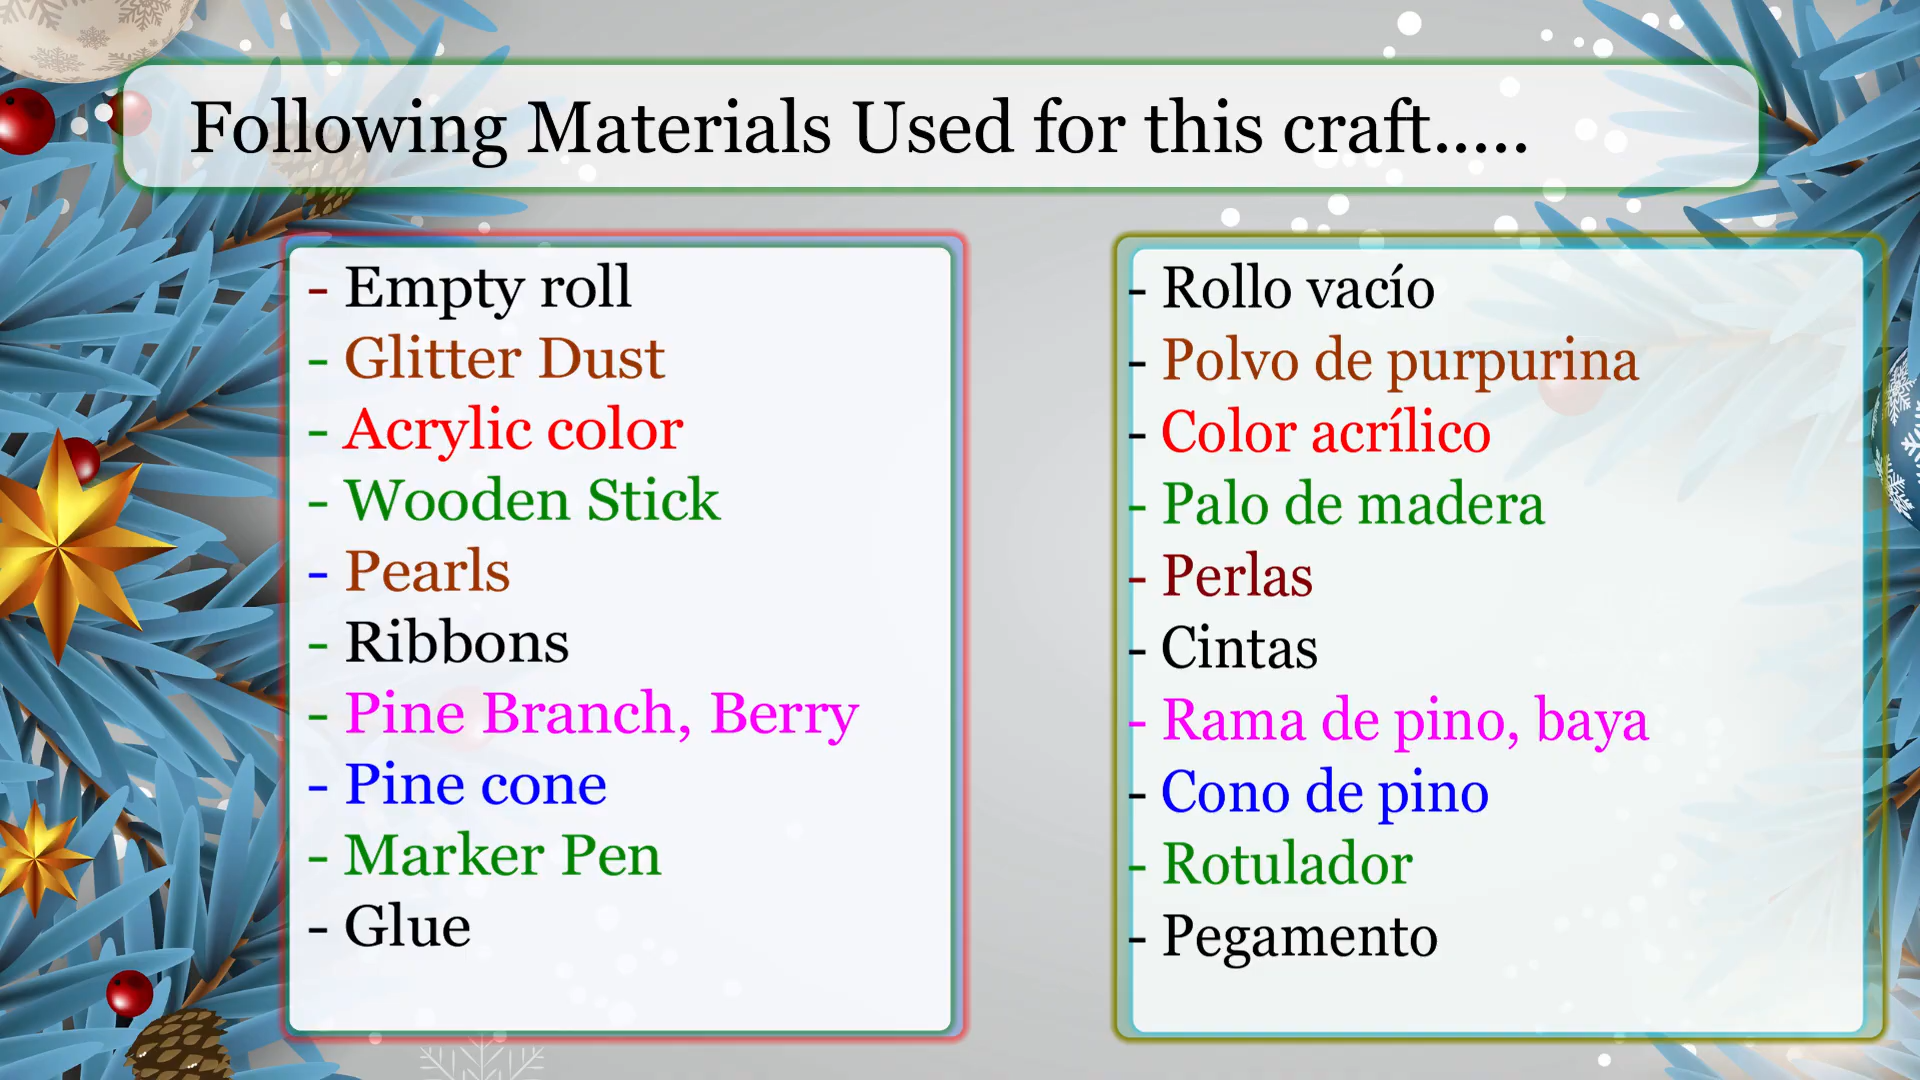 Following Materials Used for this craft.....
- Empty roll
- Glitter Dust
- Acrylic color
- Wooden Stick
- Pearls
- Ribbons
- Pine Branch, Berry
- Pine cone
- Marker Pen
- Glue
- Rollo vacío
- Polvo de purpurina
- Color acrílico
- Palo de madera
- Perlas
- Cintas
- Rama de pino, baya
- Cono de pino
- Rotulador
- Pegamento